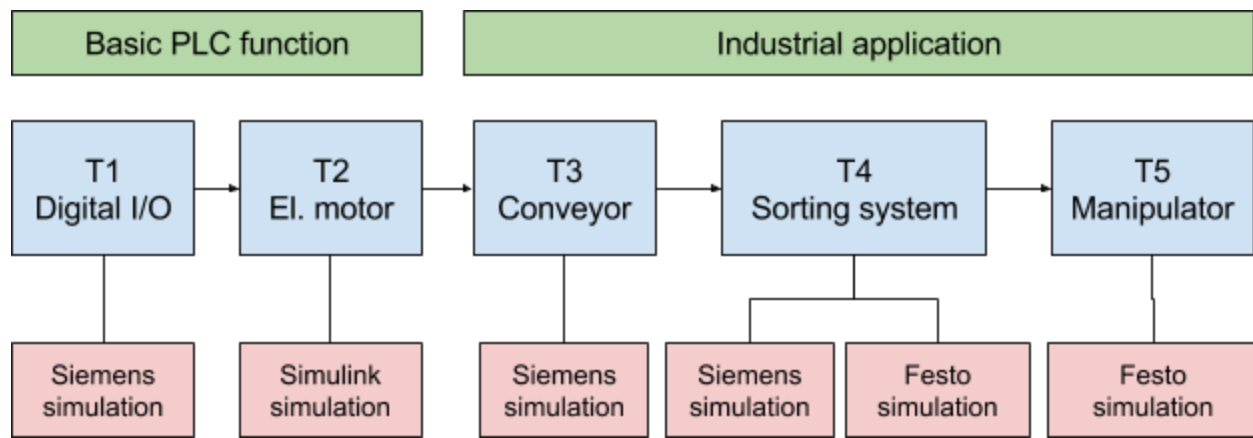 Basic PLC function
Industrial application
T1
Digital I/O
T2
El. motor
T3
Conveyor
T4
Sorting system
T5
Manipulator
Siemens
simulation
Simulink
simulation
Siemens
simulation
Siemens
simulation
Festo
simulation
Festo
simulation